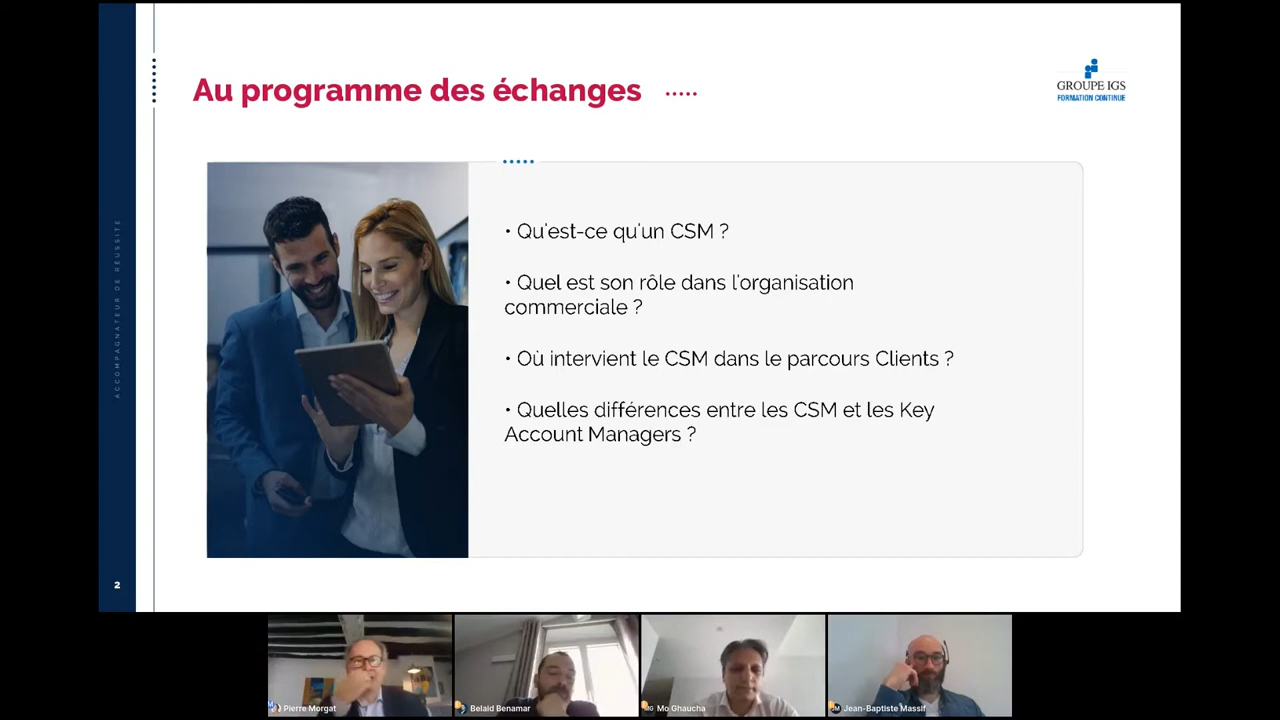 Au programme des échanges
GROUPE IGS
FORMATION CONTINUE
ACCOMPAGNATEUR DE RÉUSSITE
• Qu'est-ce qu'un CSM ?
• Quel est son rôle dans l'organisation
commerciale ?
• Où intervient le CSM dans le parcours Clients ?
• Quelles différences entre les CSM et les Key
Account Managers ?
2
Pierre Morgat
Belaid Benamar
Mo Ghaucha
Jean-Baptiste Massif